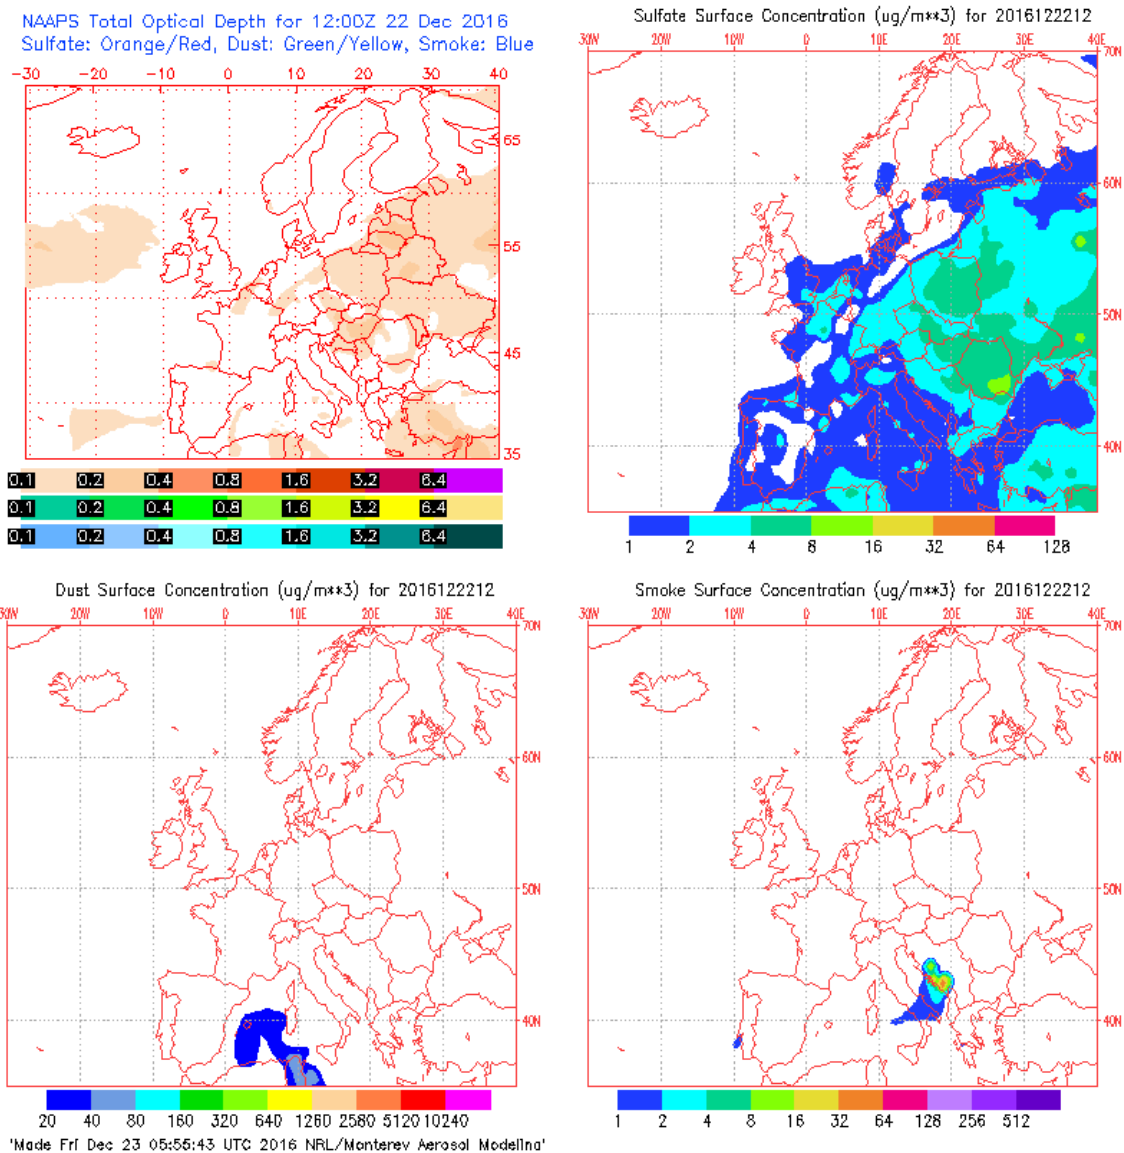 NAAPS Total Optical Depth for 12:00Z 22 Dec 2016
Sulfate: Orange/Red, Dust: Green/Yellow, Smoke: Blue
-30 -20 -10 0 10 20 30 40
65
55
45
35
0.1 0.2 0.4 0.8 1.6 3.2 6.4
0.1 0.2 0.4 0.8 1.6 3.2 6.4
0.1 0.2 0.4 0.8 1.6 3.2 6.4
Sulfate Surface Concentration (ug/m**3) for 2016122212
30W 20W 10W 0 10E 20E 30E 40E
70N
60N
50N
40N
1 2 4 8 16 32 64 128
Dust Surface Concentration (ug/m**3) for 2016122212
30W 20W 10W 0 10E 20E 30E 40E
70N
60N
50N
40N
20 40 80 160 320 640 1260 2560 5120 10240
Smoke Surface Concentration (ug/m**3) for 2016122212
30W 20W 10W 0 10E 20E 30E 40E
70N
60N
50N
40N
1 2 4 8 16 32 64 128 256 512
'Made Fri Dec 23 05:55:43 UTC 2016 NRL/Monterey Aerosol Modeling'